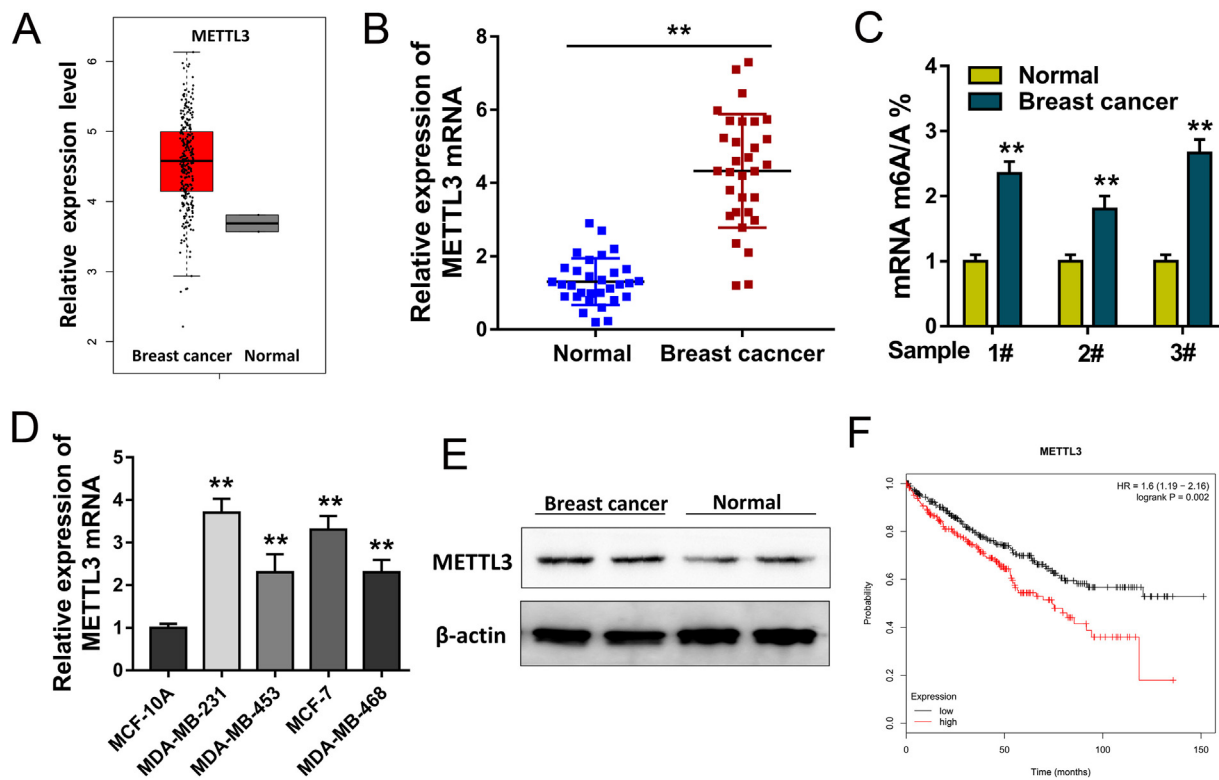 A
METTL3
Relative expression level
6
5
4
3
2
Breast cancer
Normal
B
Relative expression of
METTL3 mRNA
8
6
4
2
0
**
Normal
Breast cacncer
C
mRNA m6A/A %
4
3
2
1
0
Normal
Breast cancer
**
**
**
Sample
1#
2#
3#
D
Relative expression of
METTL3 mRNA
5
4
3
2
1
0
**
**
**
**
MCF-10A
MDA-MB-231
MDA-MB-453
MCF-7
MDA-MB-468
E
Breast cancer
Normal
METTL3
β-actin
F
METTL3
HR = 1.6 (1.19 − 2.16)
logrank P = 0.002
Probability
1.0
0.8
0.6
0.4
0.2
0.0
Expression
low
high
0
50
100
150
Time (months)